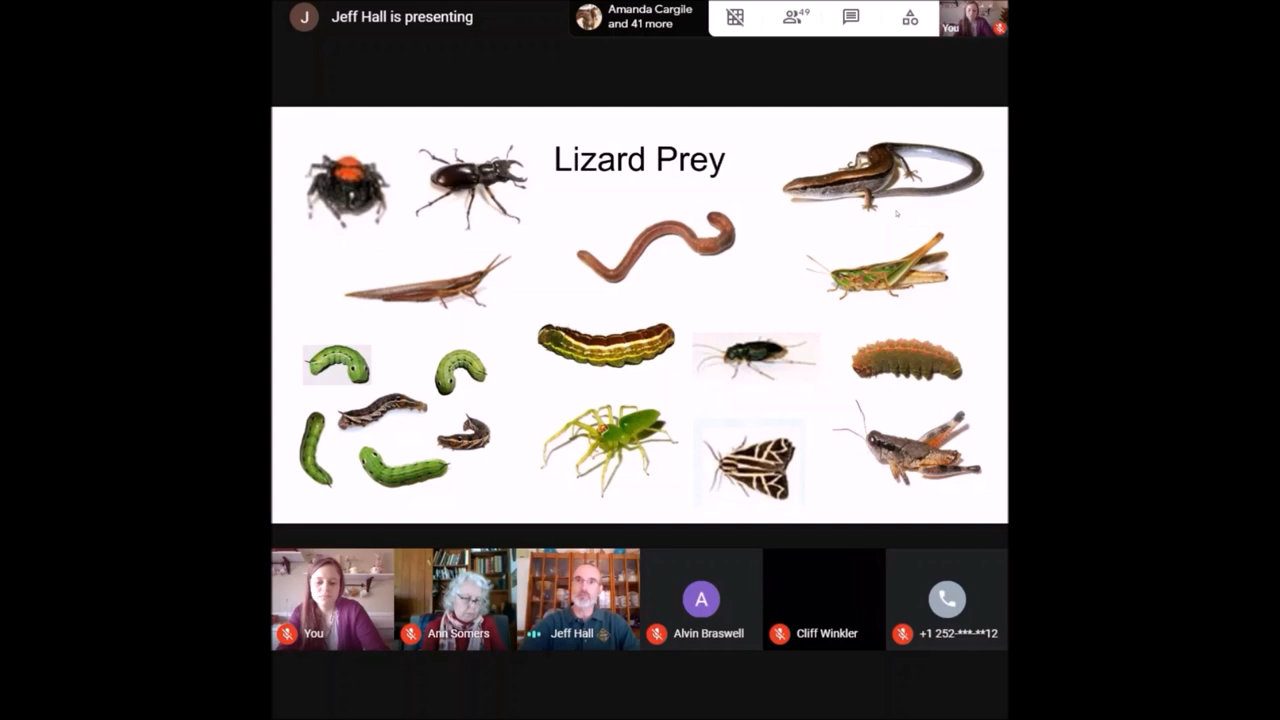 J
Jeff Hall is presenting
Amanda Cargile
and 41 more
49
You
Lizard Prey
You
Ann Somers
Jeff Hall
A
Alvin Braswell
Cliff Winkler
+1 252-***-**12